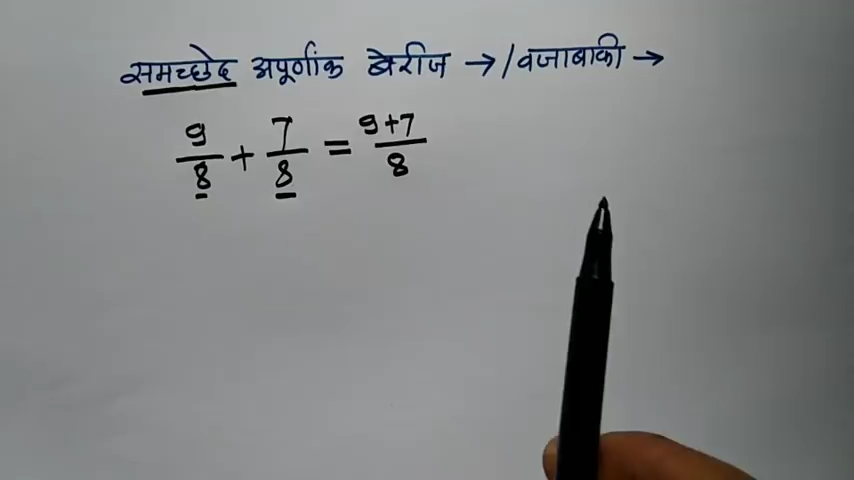 समच्छेद अपूर्णांक बेरीज → / वजाबाकी →
9/8 + 7/8 = 9+7/8